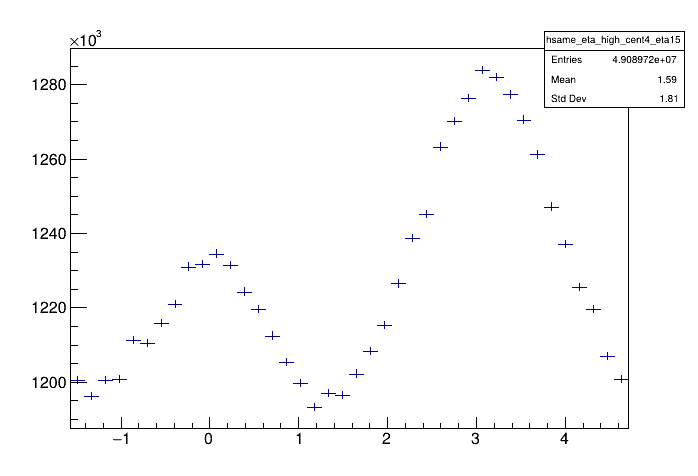 ×10³
hsame_eta_high_cent4_eta15
Entries 4.908972e+07
Mean 1.59
Std Dev 1.81
1280
1260
1240
1220
1200
−1 0 1 2 3 4